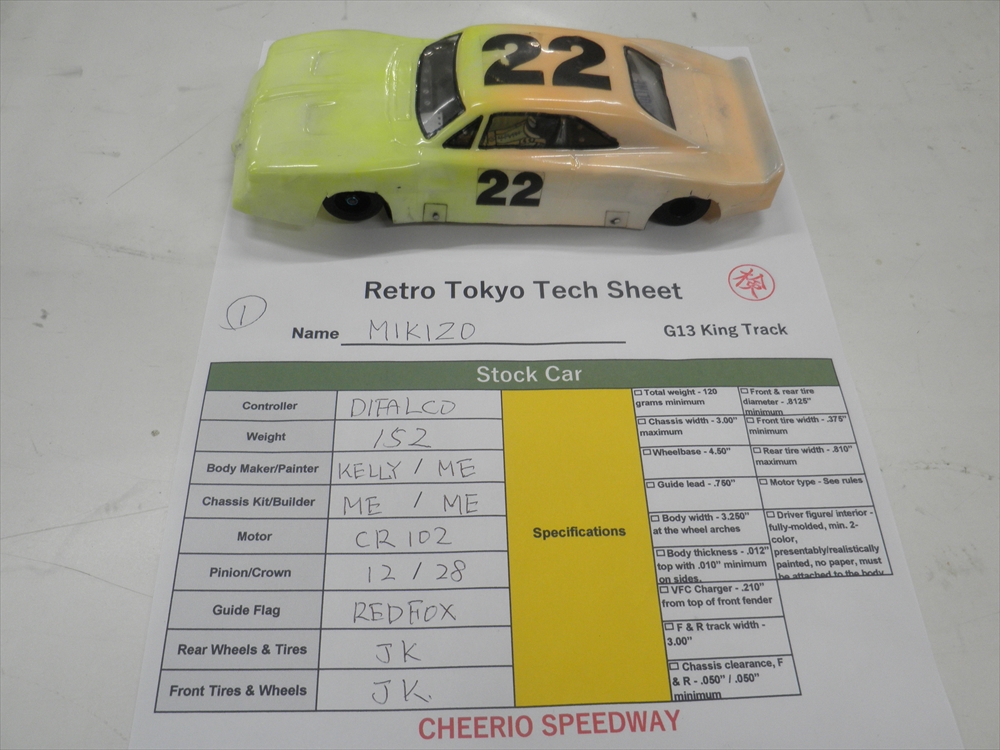 22
22
Retro Tokyo Tech Sheet
1
Name MIKIZO
G13 King Track
Stock Car
Controller DIFALCO
Weight 152
Body Maker/Painter KELLY / ME
Chassis Kit/Builder ME / ME
Motor CR 102
Pinion/Crown 12 / 28
Guide Flag REDFOX
Rear Wheels & Tires JK
Front Tires & Wheels JK.
Specifications
Total weight - 120
grams minimum
Chassis width - 3.00"
maximum
Wheelbase - 4.50"
Guide lead - .750"
Body width - 3.250"
at the wheel arches
Body thickness - .012"
top with .010" minimum
on sides.
VFC Charger - .210"
from top of front fender
F & R track width -
3.00"
Chassis clearance, F
& R - .050" / .050"
minimum
Front & rear tire
diameter - .8125"
minimum
Front tire width - .375"
minimum
Rear tire width - .810"
maximum
Motor type - See rules
Driver figure/ interior -
fully-molded, min. 2-
color,
presentably/realistically
painted, no paper, must
be attached to the body
CHEERIO SPEEDWAY